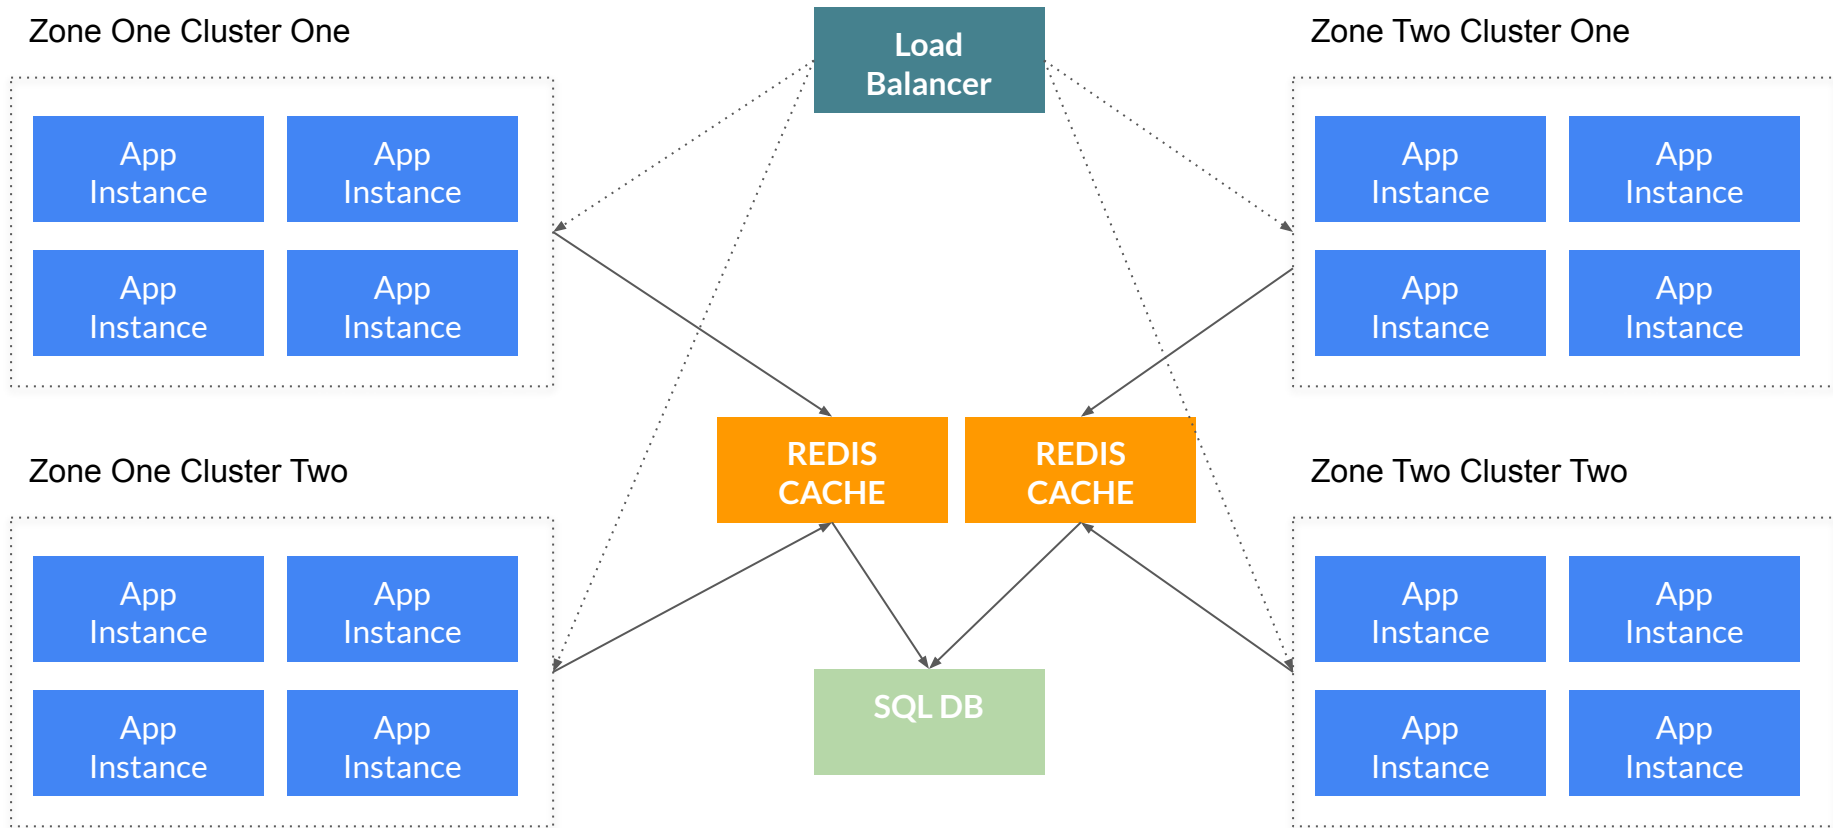 Zone One Cluster One
Load
Balancer
Zone Two Cluster One
App
Instance
App
Instance
App
Instance
App
Instance
App
Instance
App
Instance
App
Instance
App
Instance
REDIS
CACHE
REDIS
CACHE
Zone One Cluster Two
Zone Two Cluster Two
App
Instance
App
Instance
App
Instance
App
Instance
SQL DB
App
Instance
App
Instance
App
Instance
App
Instance